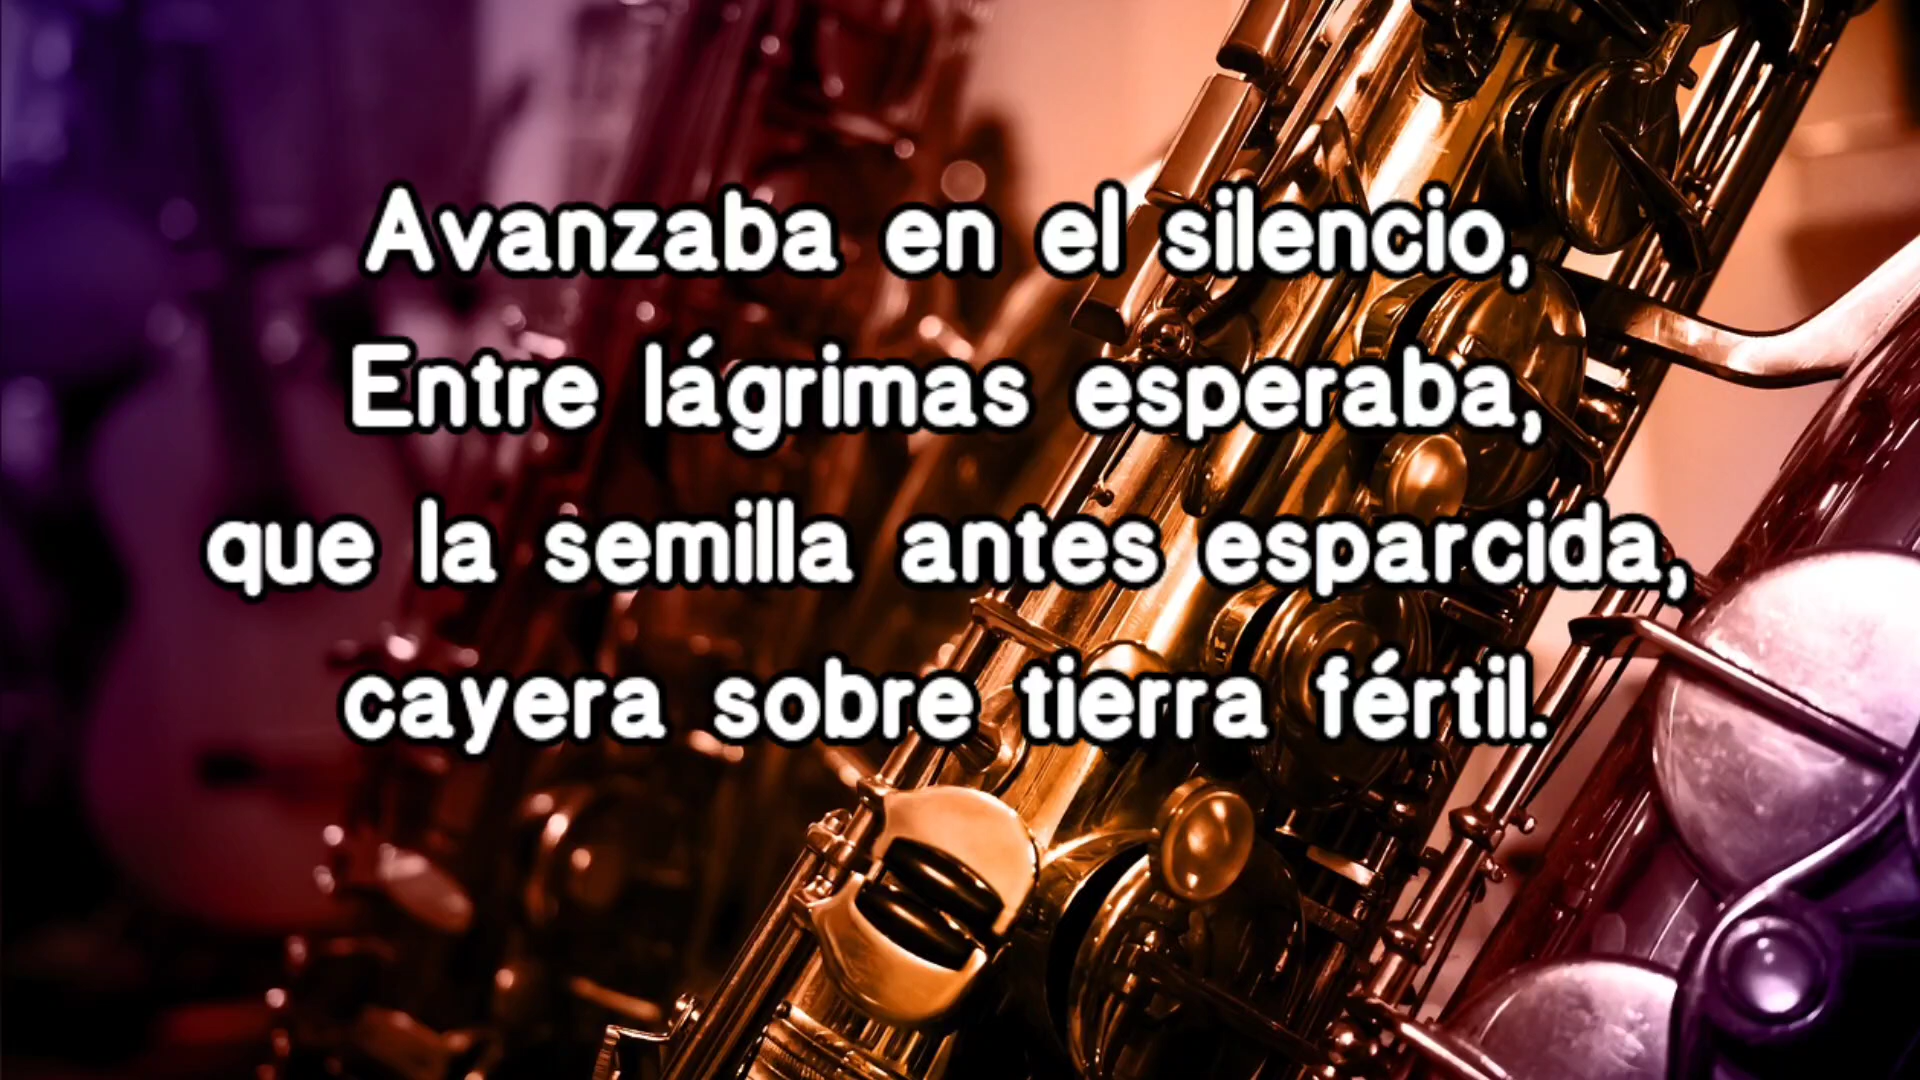 Avanzaba en el silencio,
Entre lágrimas esperaba,
que la semilla antes esparcida,
cayera sobre tierra fértil.